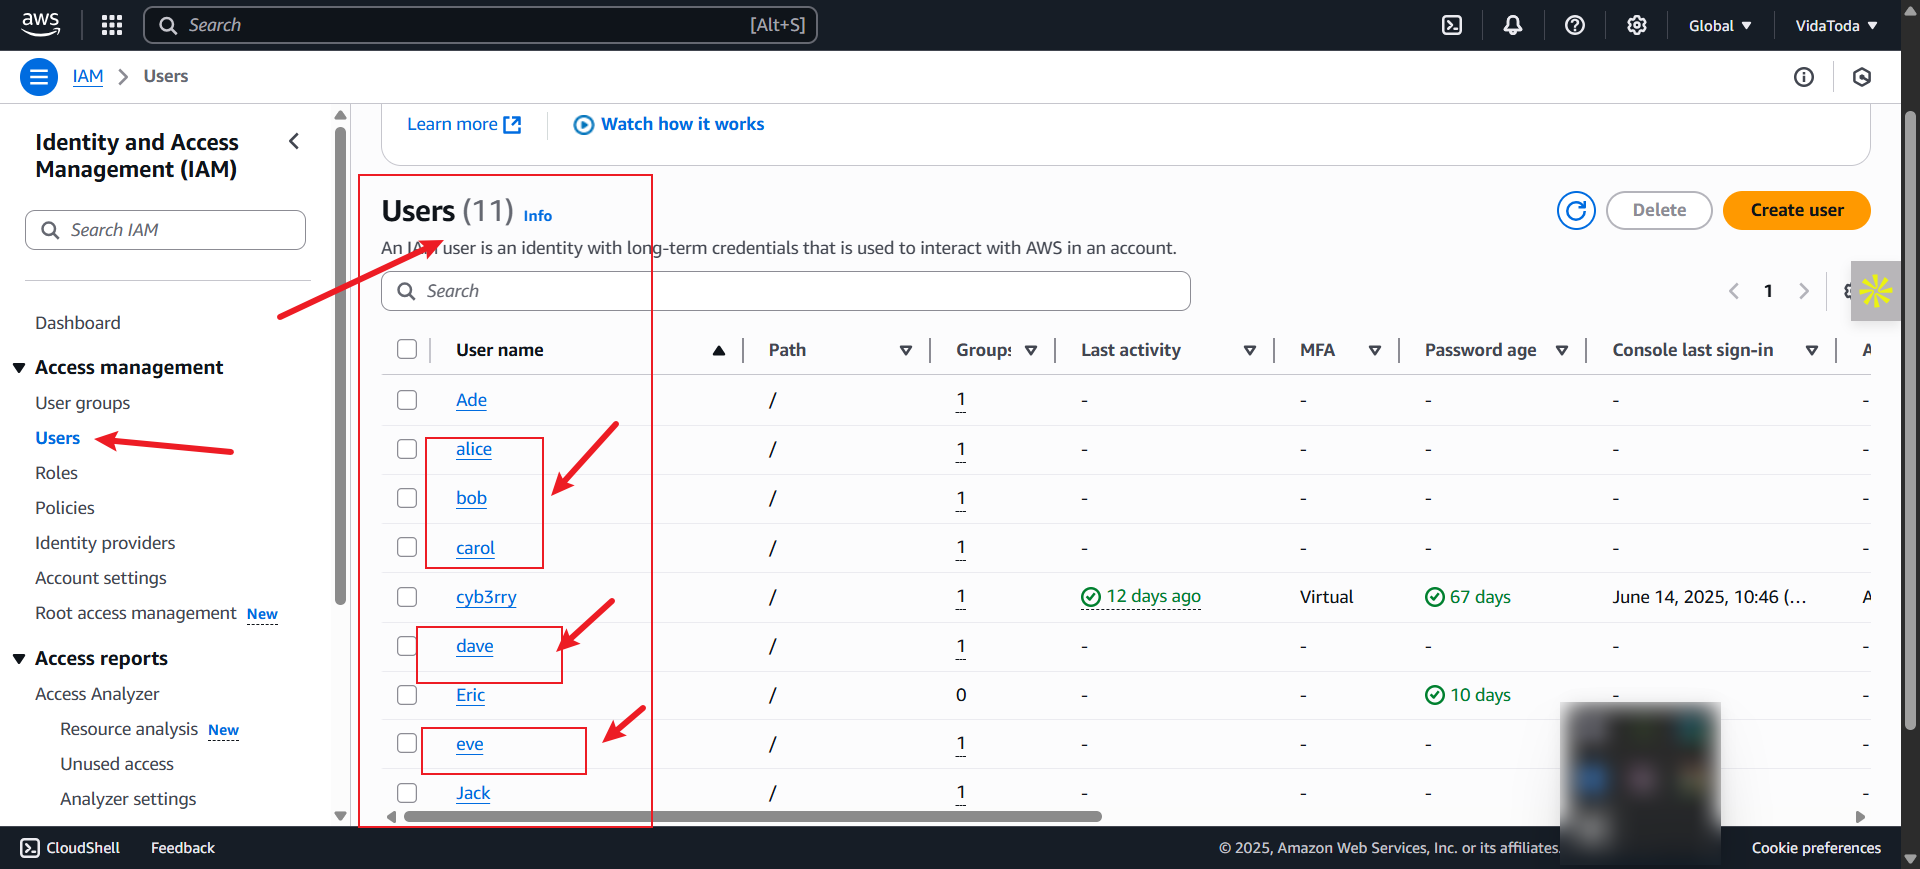 aws
Search [Alt+S]
Global
VidaToda
IAM
Users
Identity and Access
Management (IAM)
Search IAM
Dashboard
Access management
User groups
Users
Roles
Policies
Identity providers
Account settings
Root access management New
Access reports
Access Analyzer
Resource analysis New
Unused access
Analyzer settings
Learn more
Watch how it works
Users (11) Info
Delete
Create user
An IAM user is an identity with long-term credentials that is used to interact with AWS in an account.
Search
1
User name Path Groups Last activity MFA Password age Console last sign-in A
Ade / 1 - - - - -
alice / 1 - - - - -
bob / 1 - - - - -
carol / 1 - - - - -
cyb3rry / 1 12 days ago Virtual 67 days June 14, 2025, 10:46 (... A
dave / 1 - - - - -
Eric / 0 - - 10 days - -
eve / 1 - - - -
Jack / 1 - - - -
CloudShell
Feedback
© 2025, Amazon Web Services, Inc. or its affiliates.
Cookie preferences